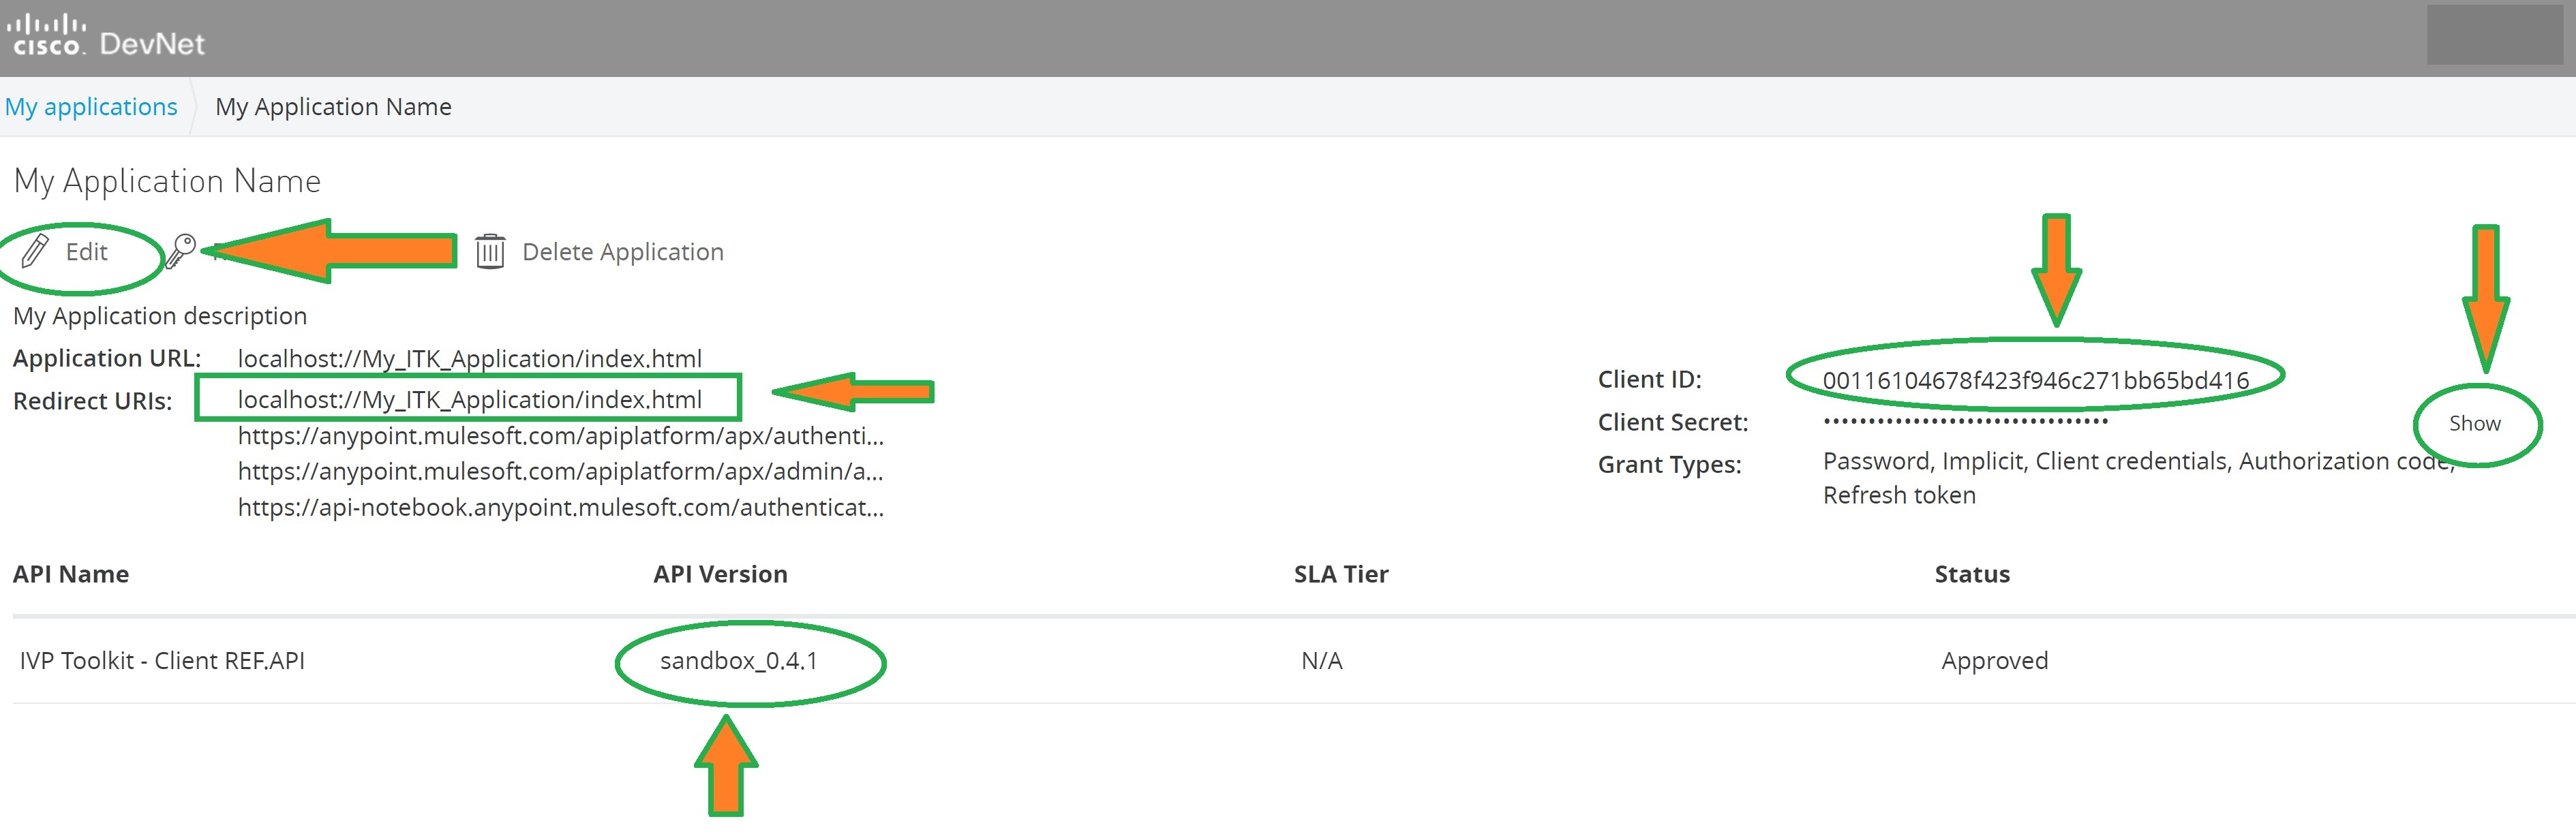 CISCO. DevNet
My applications My Application Name
My Application Name
Edit Delete Application
My Application description
Application URL: localhost://My_ITK_Application/index.html
Redirect URIs: localhost://My_ITK_Application/index.html
https://anypoint.mulesoft.com/apiplatform/apx/authenti...
https://anypoint.mulesoft.com/apiplatform/apx/admin/a...
https://api-notebook.anypoint.mulesoft.com/authenticat...
Client ID: 00116104678f423f946c271bb65bd416
Client Secret: •••••••••••••••••••••••••••••••• Show
Grant Types: Password, Implicit, Client credentials, Authorization code,
Refresh token
API Name API Version SLA Tier Status
IVP Toolkit - Client REF.API sandbox_0.4.1 N/A Approved